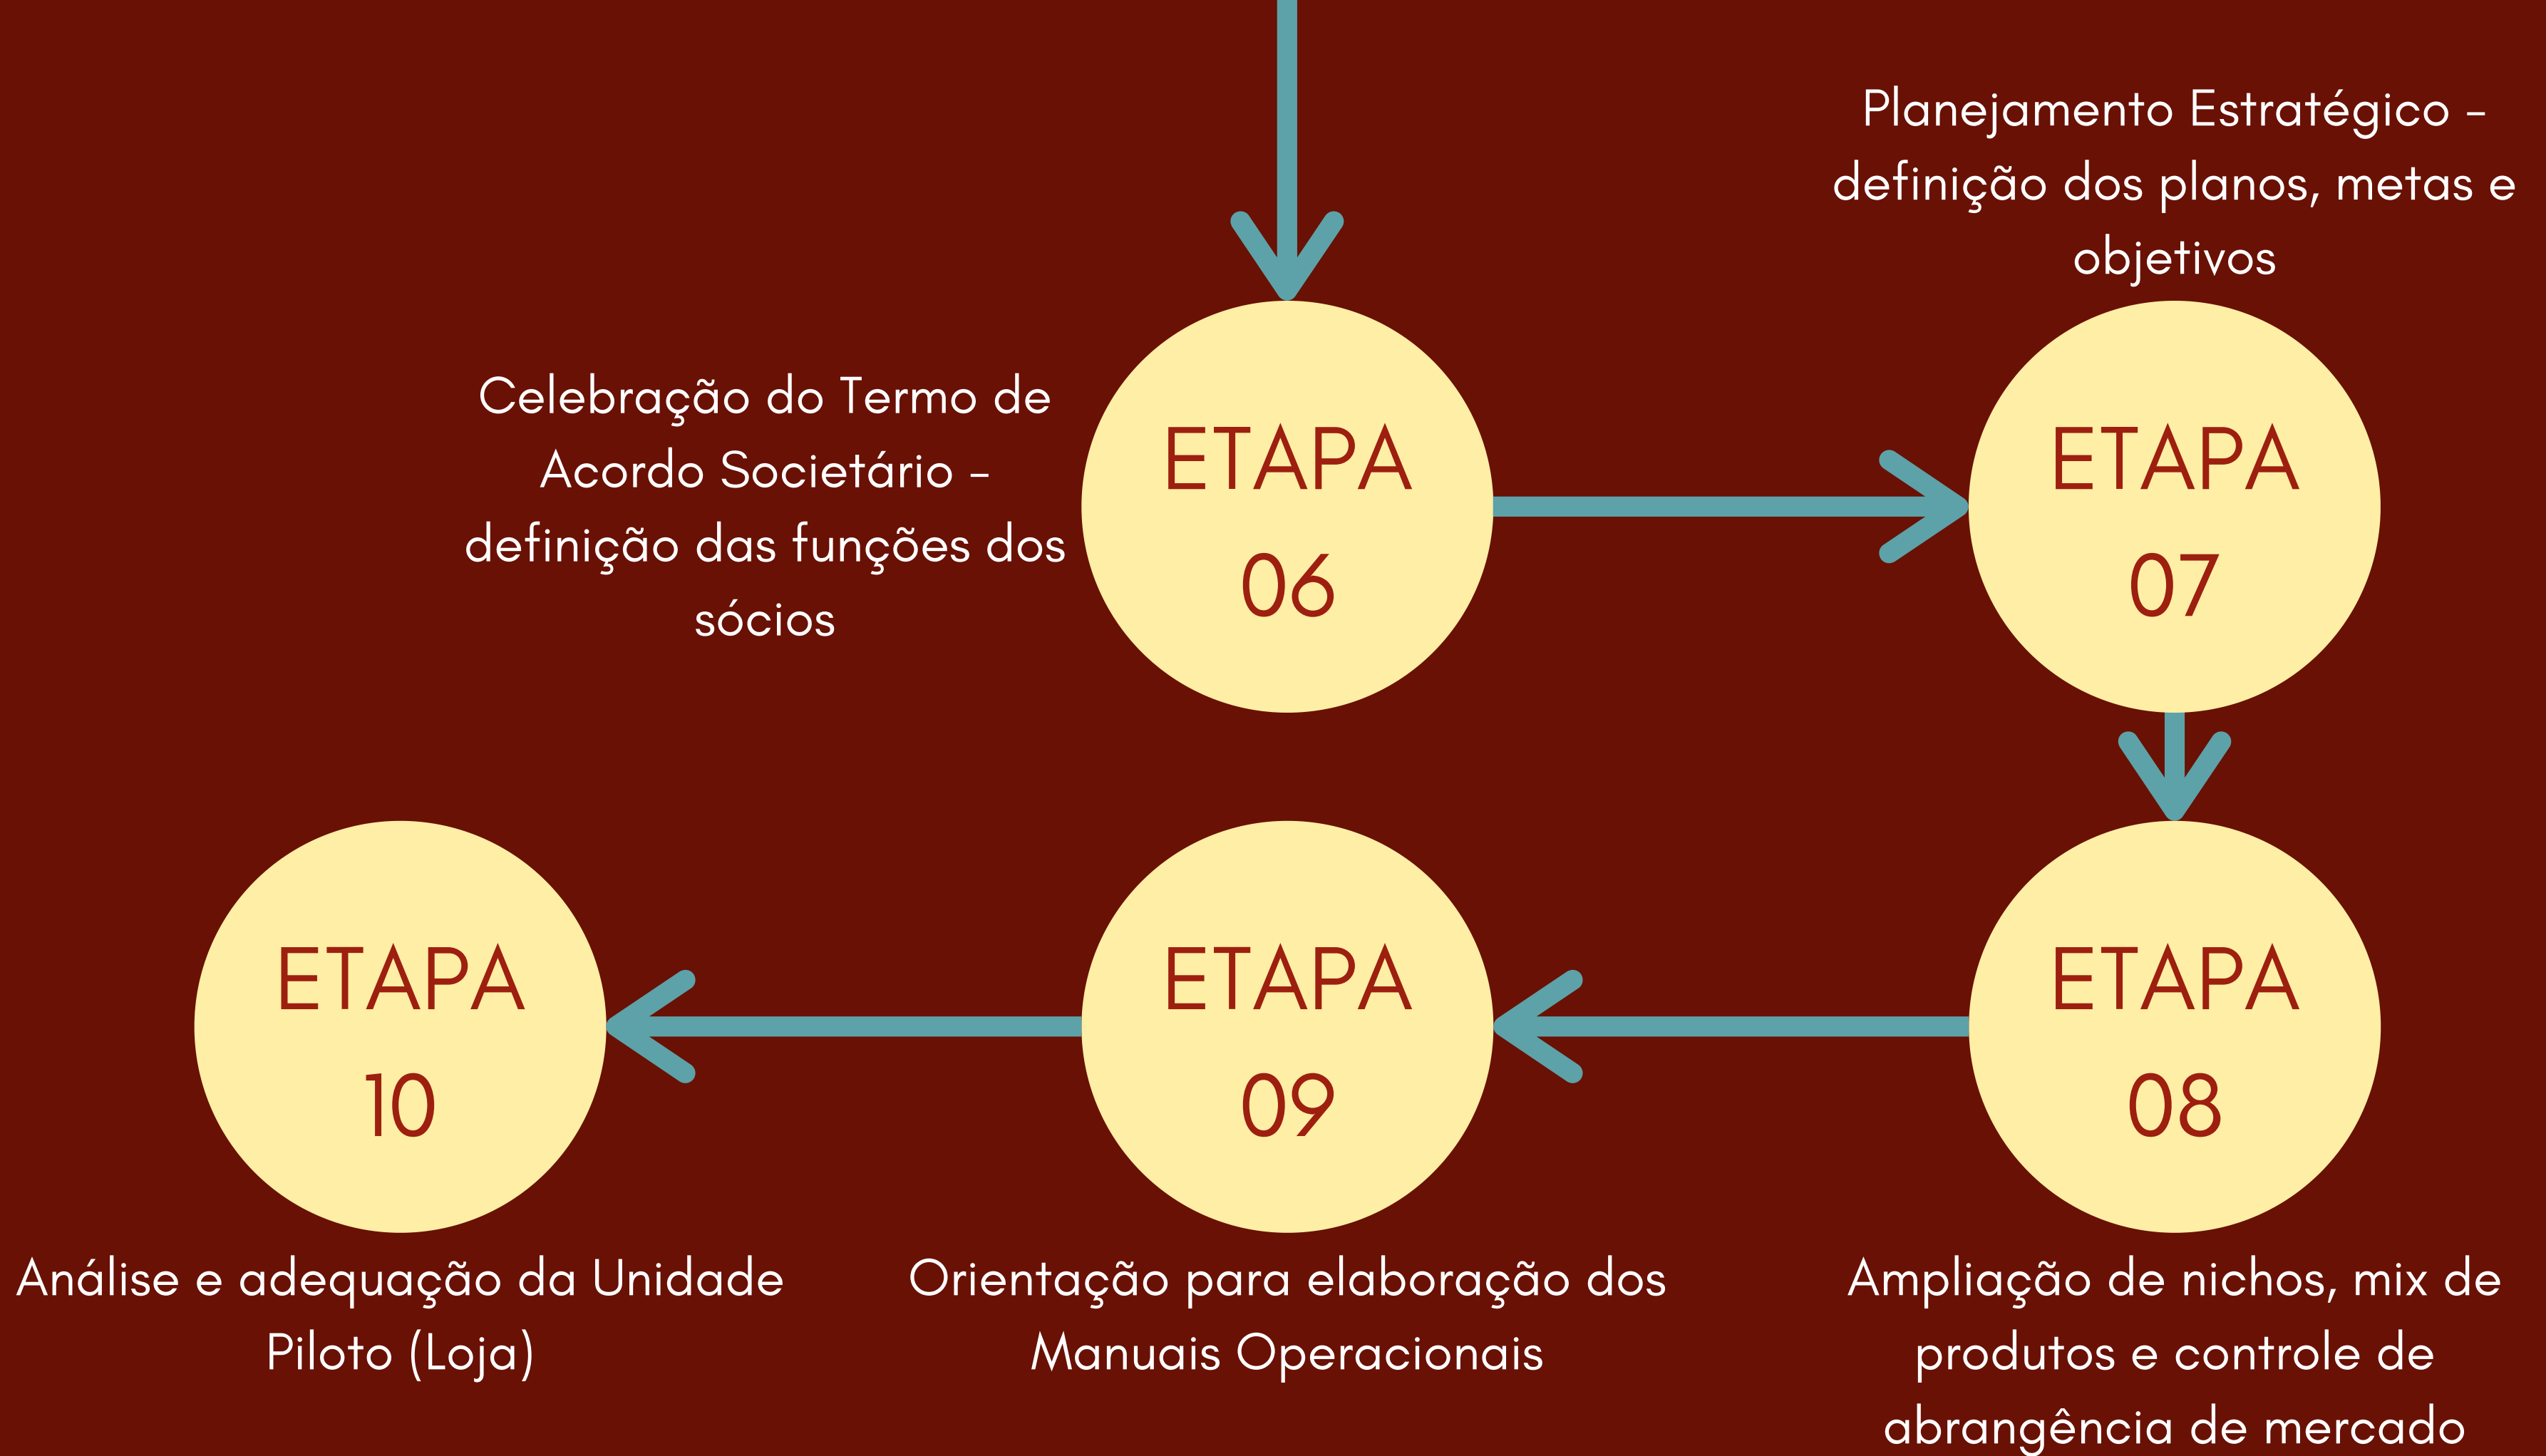 Celebração do Termo de
Acordo Societário -
definição das funções dos
sócios
ETAPA
06
Planejamento Estratégico -
definição dos planos, metas e
objetivos
ETAPA
07
ETAPA
08
Ampliação de nichos, mix de
produtos e controle de
abrangência de mercado
ETAPA
09
Orientação para elaboração dos
Manuais Operacionais
ETAPA
10
Análise e adequação da Unidade
Piloto (Loja)